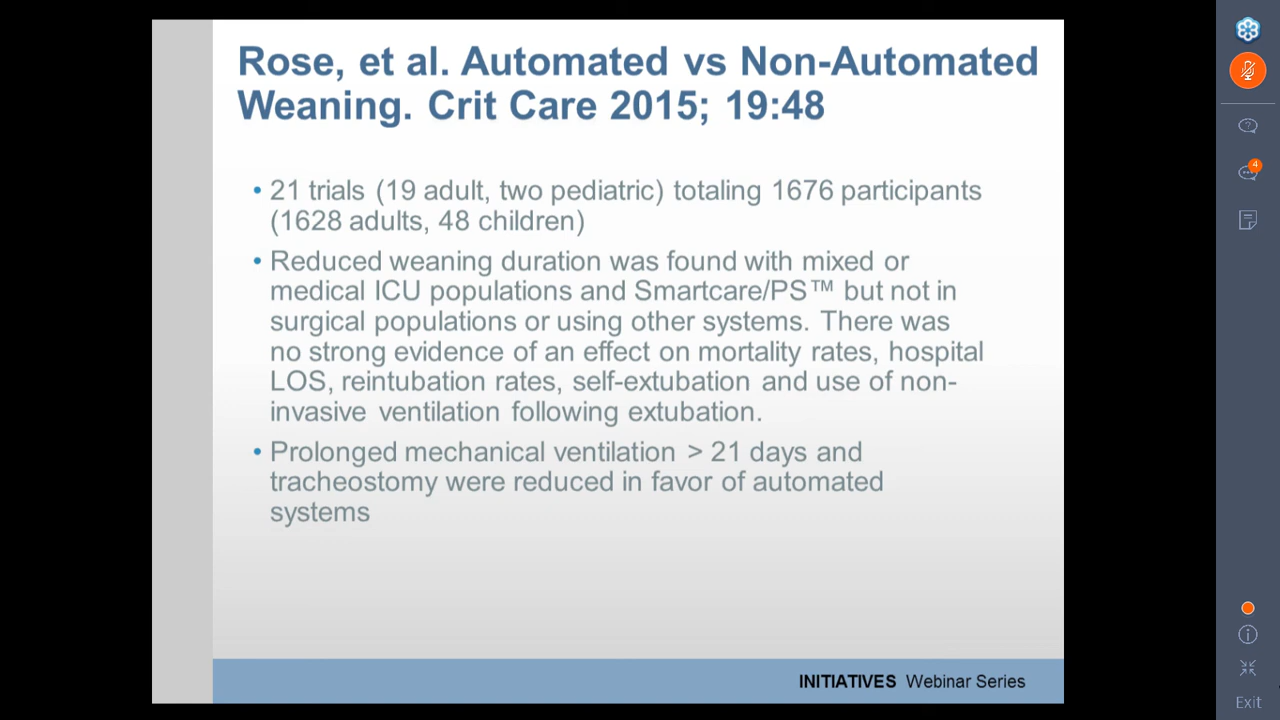 Rose, et al. Automated vs Non-Automated
Weaning. Crit Care 2015; 19:48
• 21 trials (19 adult, two pediatric) totaling 1676 participants
(1628 adults, 48 children)
• Reduced weaning duration was found with mixed or
medical ICU populations and Smartcare/PS™ but not in
surgical populations or using other systems. There was
no strong evidence of an effect on mortality rates, hospital
LOS, reintubation rates, self-extubation and use of non-
invasive ventilation following extubation.
• Prolonged mechanical ventilation > 21 days and
tracheostomy were reduced in favor of automated
systems
INITIATIVES Webinar Series
4
Exit